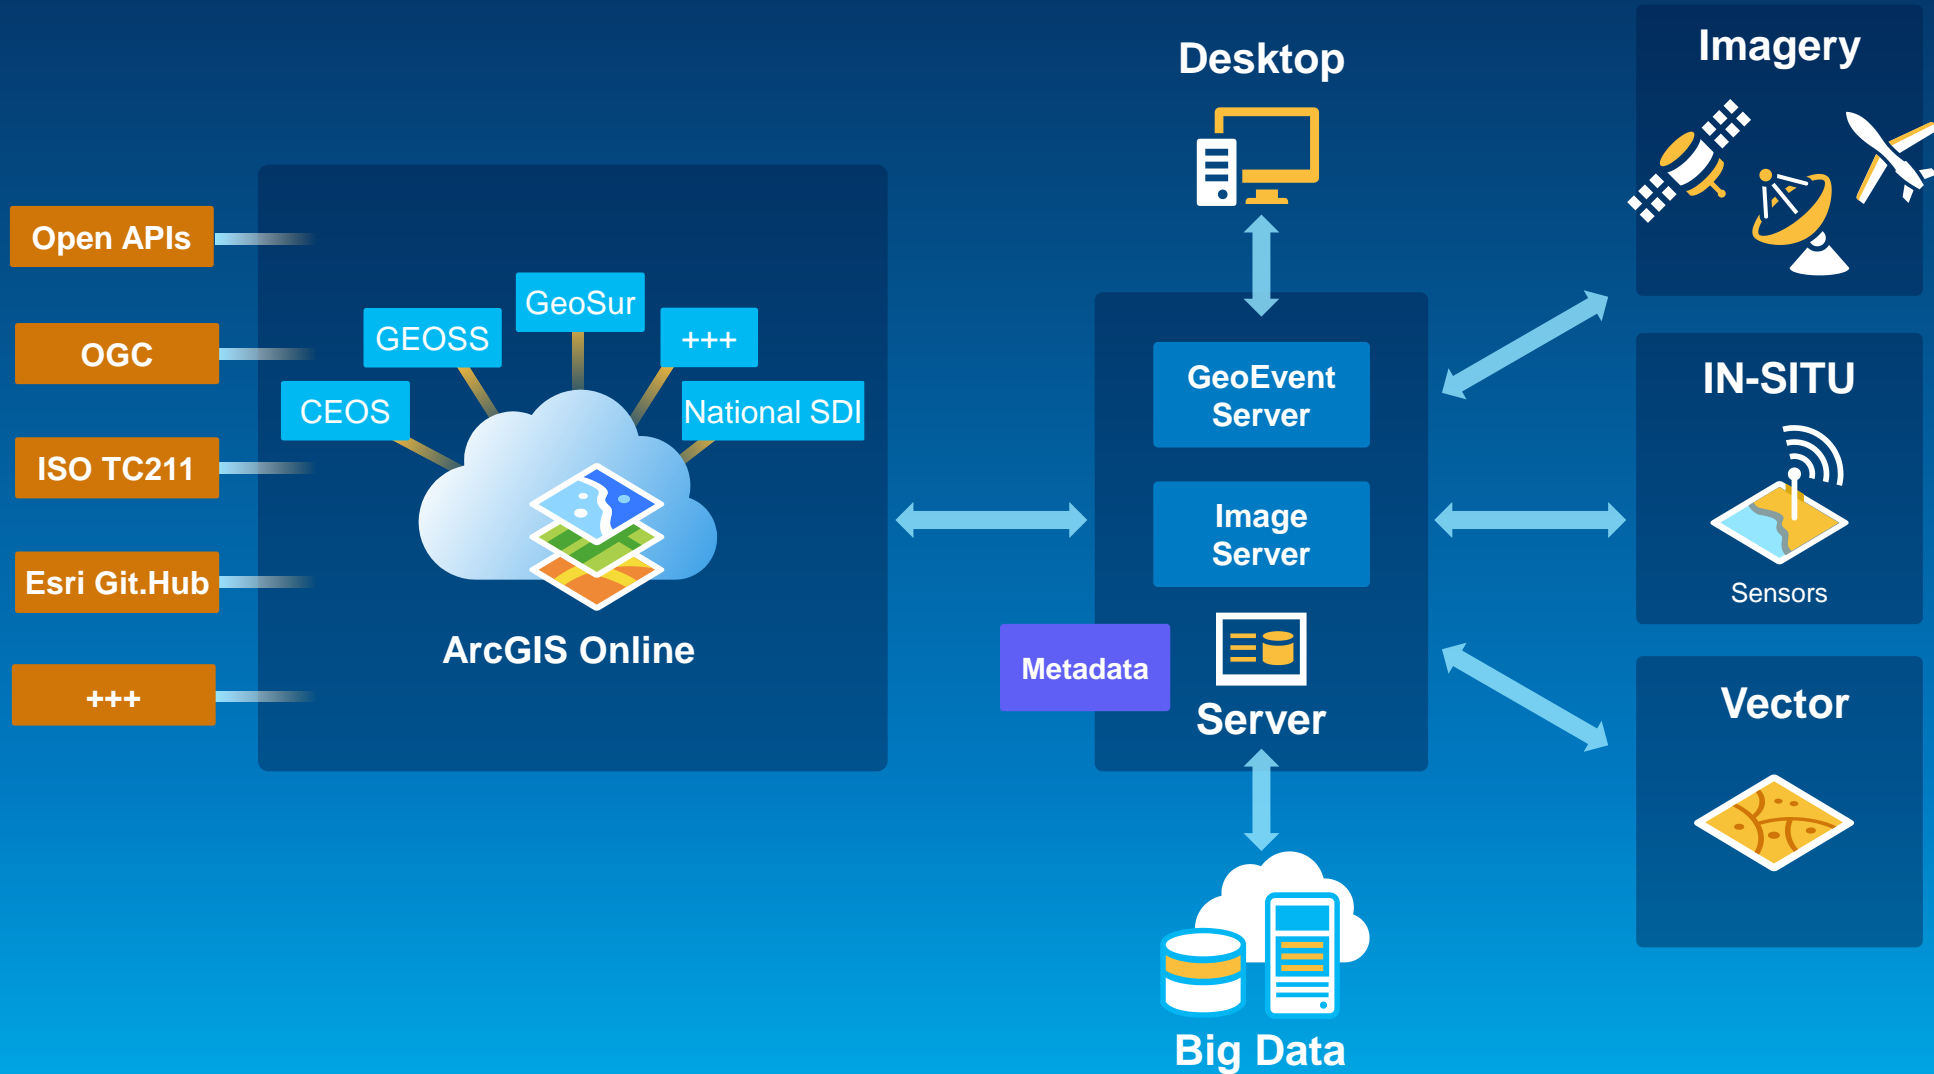 Open APIs
OGC
ISO TC211
Esri Git.Hub
+++
GeoSur
GEOSS
+++
CEOS
National SDI
ArcGIS Online
Desktop
GeoEvent
Server
Image
Server
Metadata
Server
Big Data
Imagery
IN-SITU
Sensors
Vector